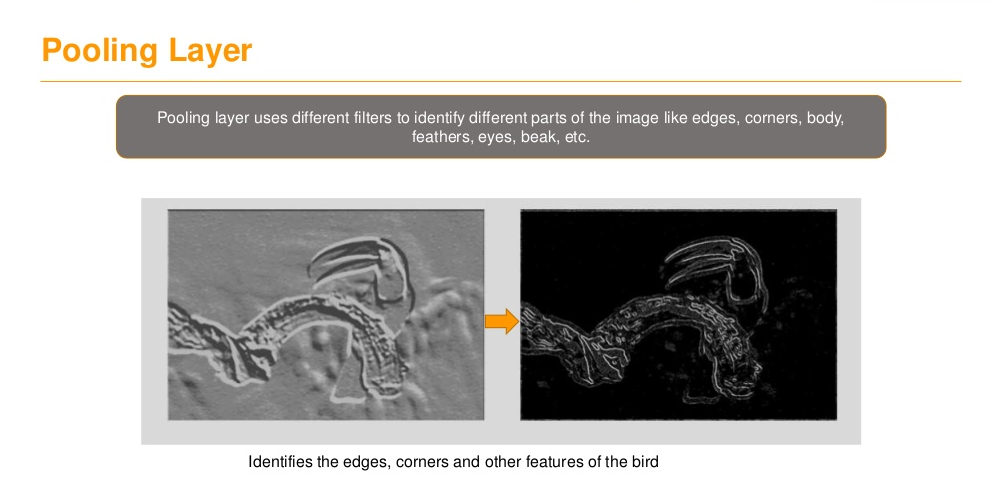 Pooling Layer
Pooling layer uses different filters to identify different parts of the image like edges, corners, body,
feathers, eyes, beak, etc.
Identifies the edges, corners and other features of the bird